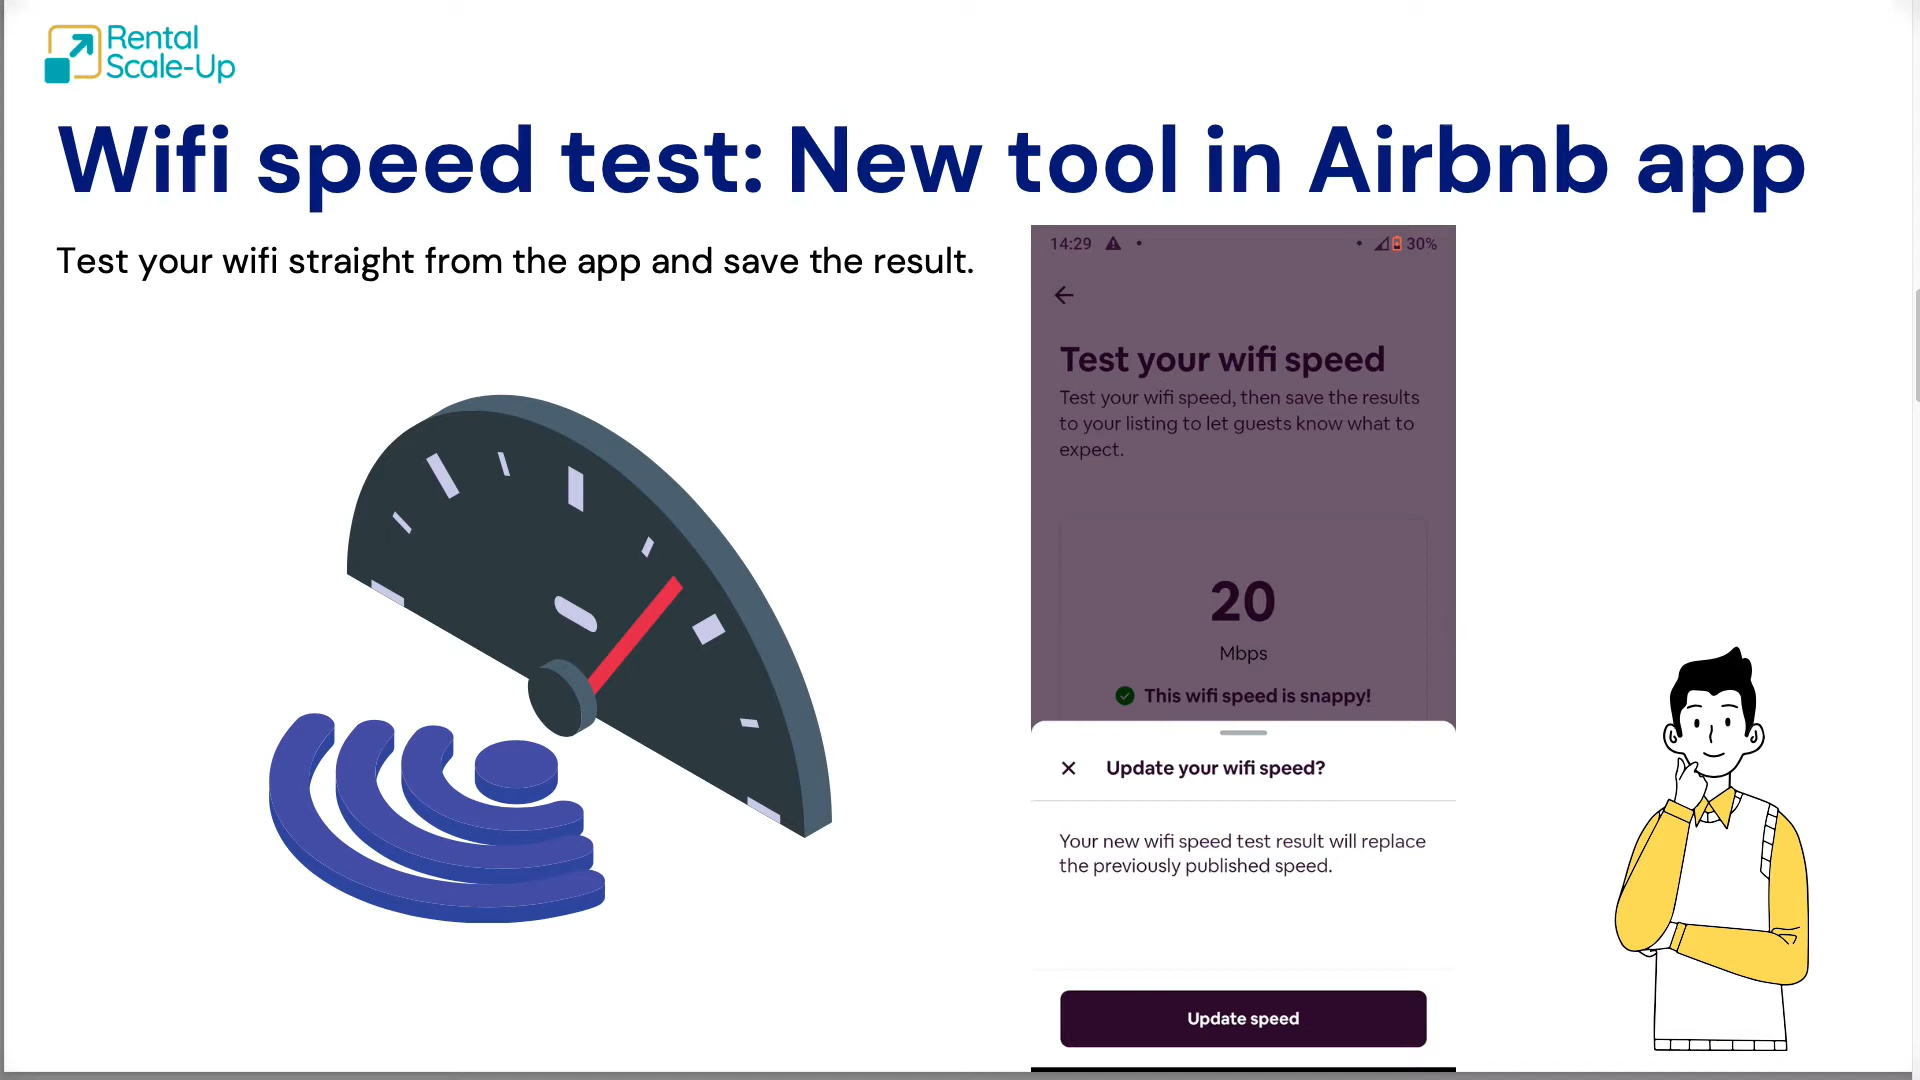 Rental
Scale-Up
Wifi speed test: New tool in Airbnb app
Test your wifi straight from the app and save the result.
14:29
30%
Test your wifi speed
Test your wifi speed, then save the results
to your listing to let guests know what to
expect.
20
Mbps
This wifi speed is snappy!
Update your wifi speed?
Your new wifi speed test result will replace
the previously published speed.
Update speed